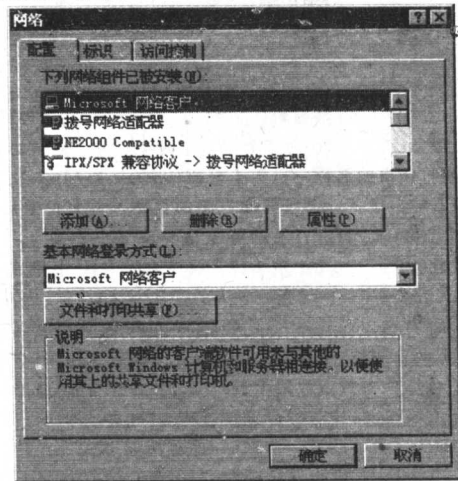 网络
配置 标识 访问控制
下列网络组件已被安装(N):
Microsoft 网络客户
拨号网络适配器
NE2000 Compatible
IPX/SPX 兼容协议 -> 拨号网络适配器
添加(A)... 删除(R) 属性(P)
基本网络登录方式(L):
Microsoft 网络客户
文件和打印共享(F)...
说明
Microsoft 网络的客户端软件可用来与其他的
Microsoft Windows 计算机和服务器相连接，以便使
用其上的共享文件和打印机。
确定 取消